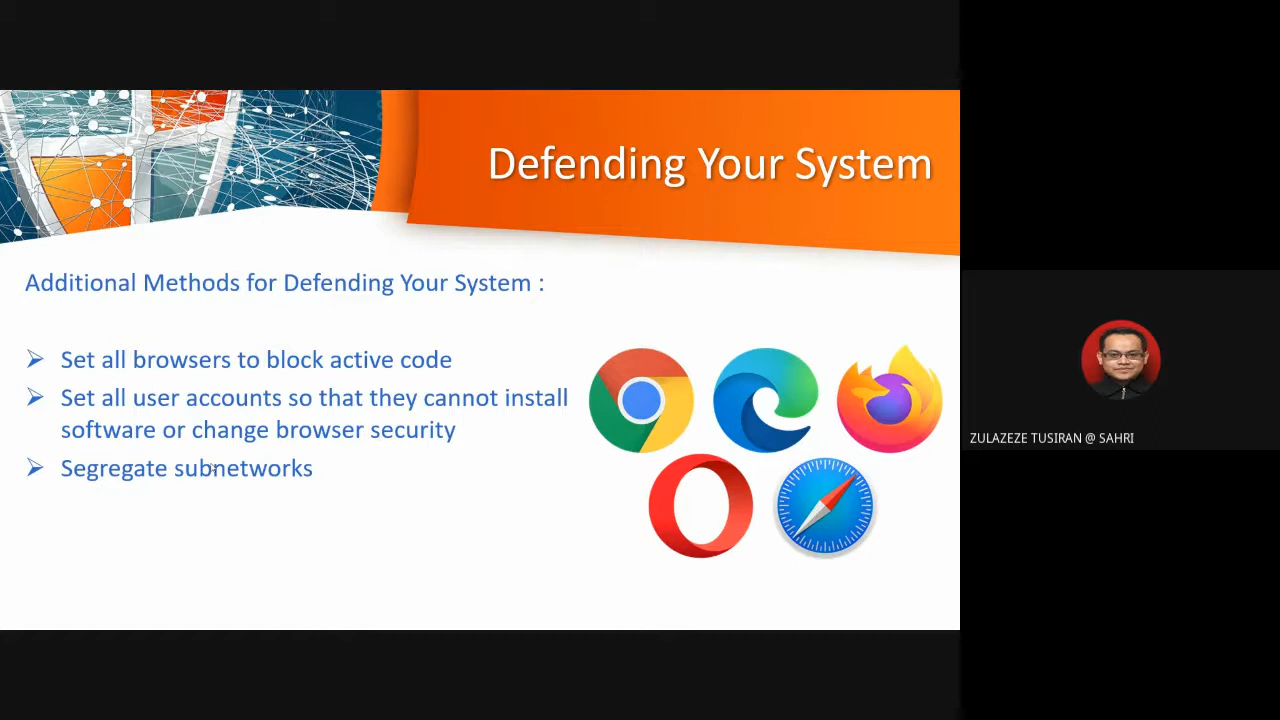 Defending Your System
Additional Methods for Defending Your System :
➢ Set all browsers to block active code
➢ Set all user accounts so that they cannot install
software or change browser security
➢ Segregate subnetworks
ZULAZEZE TUSIRAN @ SAHRI